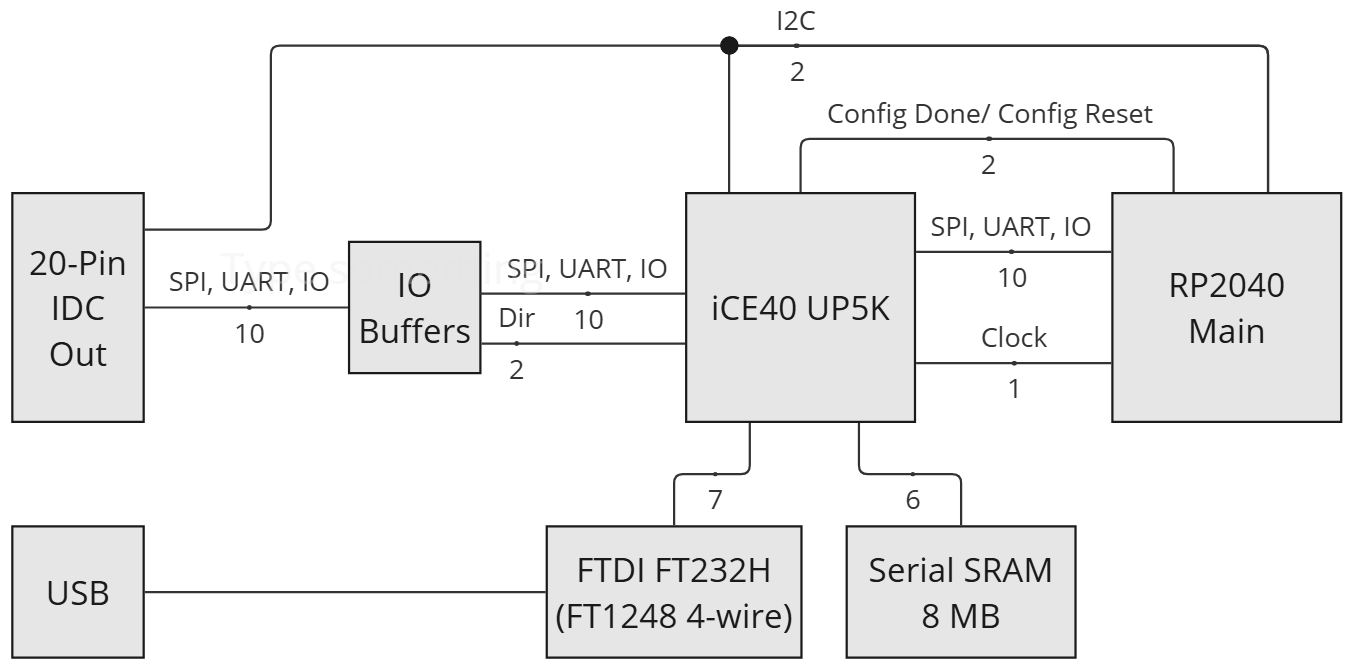 I2C
2
Config Done/ Config Reset
2
20-Pin
IDC
Out
SPI, UART, IO
10
Type something
IO
Buffers
SPI, UART, IO
10
Dir
2
iCE40 UP5K
SPI, UART, IO
10
Clock
1
RP2040
Main
7
6
USB
FTDI FT232H
(FT1248 4-wire)
Serial SRAM
8 MB